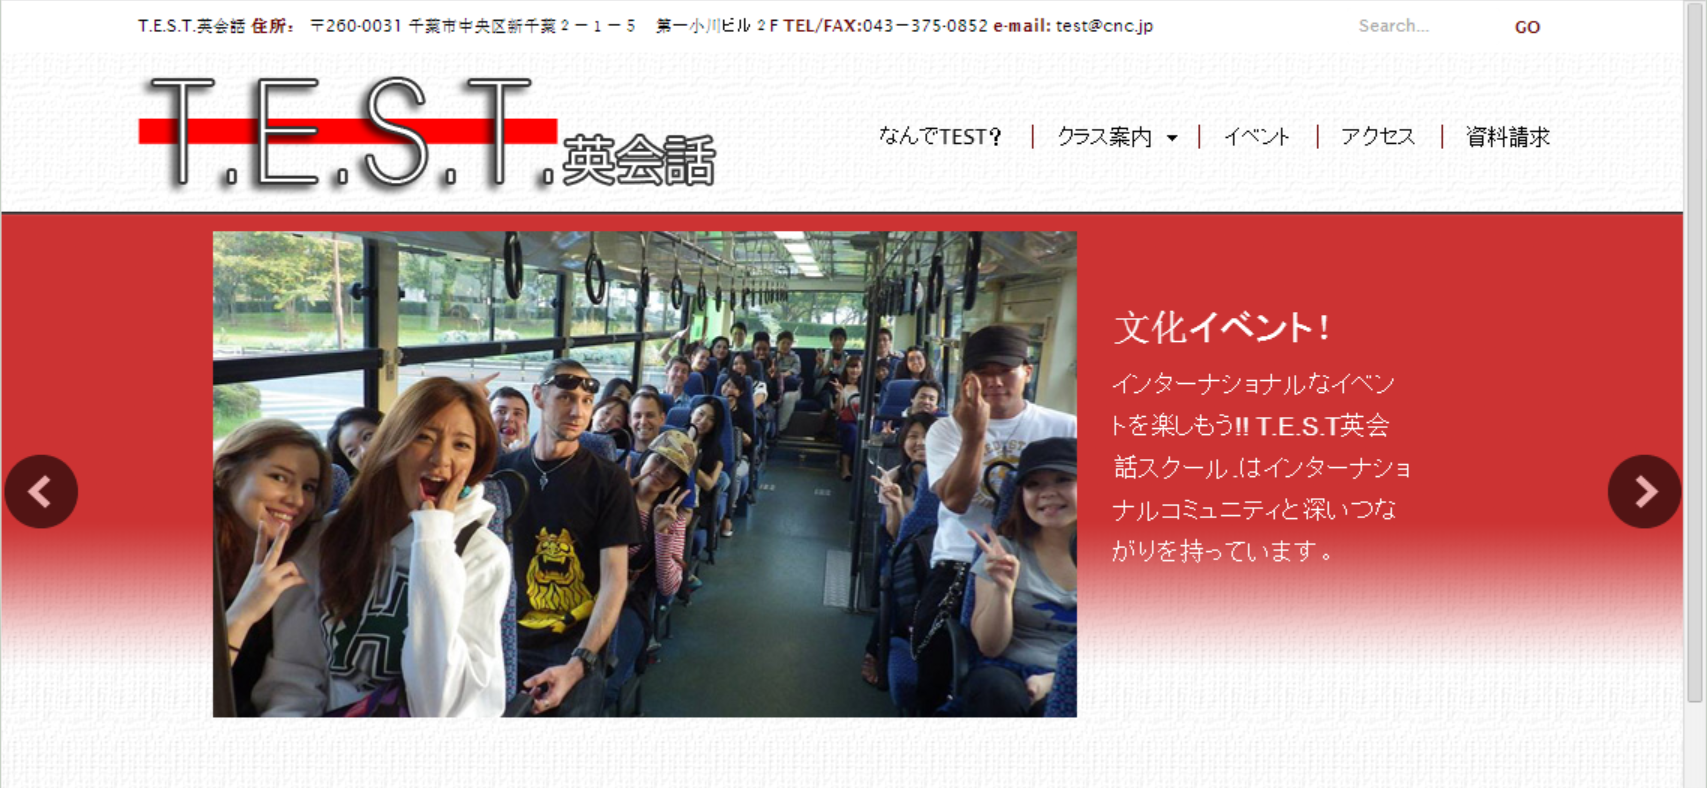 T.E.S.T.英会話 住所： 〒260-0031 千葉市中央区新千葉２－１－５　第一小川ビル２F TEL/FAX:043－375-0852 e-mail: test@cnc.jp
Search...
GO
T.E.S.T.英会話
なんでTEST？
クラス案内
イベント
アクセス
資料請求
文化イベント！
インターナショナルなイベン
トを楽しもう!! T.E.S.T英会
話スクール .はインターナショ
ナルコミュニティと深いつな
がりを持っています。